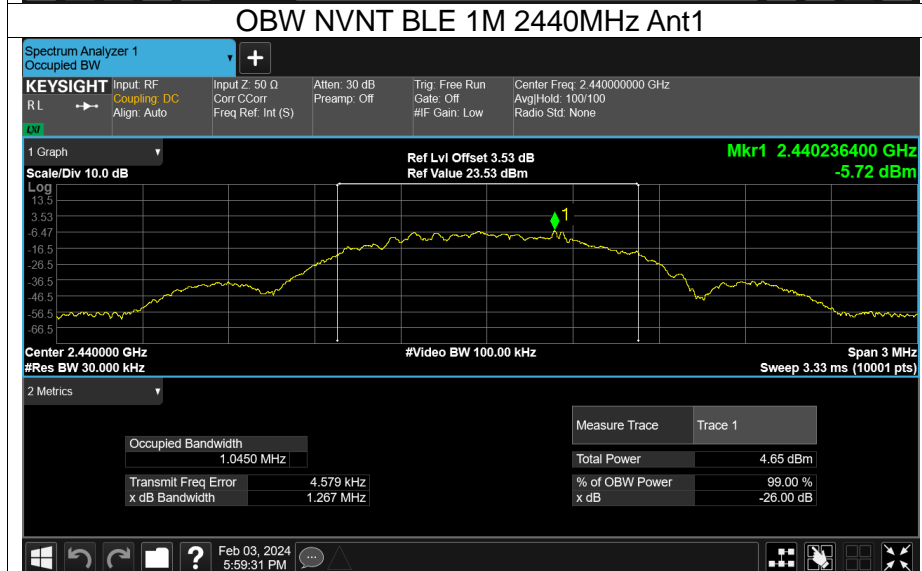 OBW NVNT BLE 1M 2440MHz Ant1
Spectrum Analyzer 1
Occupied BW
+
KEYSIGHT Input: RF Input Z: 50 Ω Atten: 30 dB Trig: Free Run Center Freq: 2.440000000 GHz
RL Coupling: DC Corr CCorr Preamp: Off Gate: Off Avg|Hold: 100/100
Align: Auto Freq Ref: Int (S) #IF Gain: Low Radio Std: None
LXI
1 Graph Ref Lvl Offset 3.53 dB Mkr1 2.440236400 GHz
Scale/Div 10.0 dB Ref Value 23.53 dBm -5.72 dBm
Log
13.5
3.53
-6.47
-16.5
-26.5
-36.5
-46.5
-56.5
-66.5
1
Center 2.440000 GHz #Video BW 100.00 kHz Span 3 MHz
#Res BW 30.000 kHz Sweep 3.33 ms (10001 pts)
2 Metrics
Measure Trace Trace 1
Occupied Bandwidth
1.0450 MHz Total Power 4.65 dBm
Transmit Freq Error 4.579 kHz % of OBW Power 99.00 %
x dB Bandwidth 1.267 MHz x dB -26.00 dB
? Feb 03, 2024
5:59:31 PM